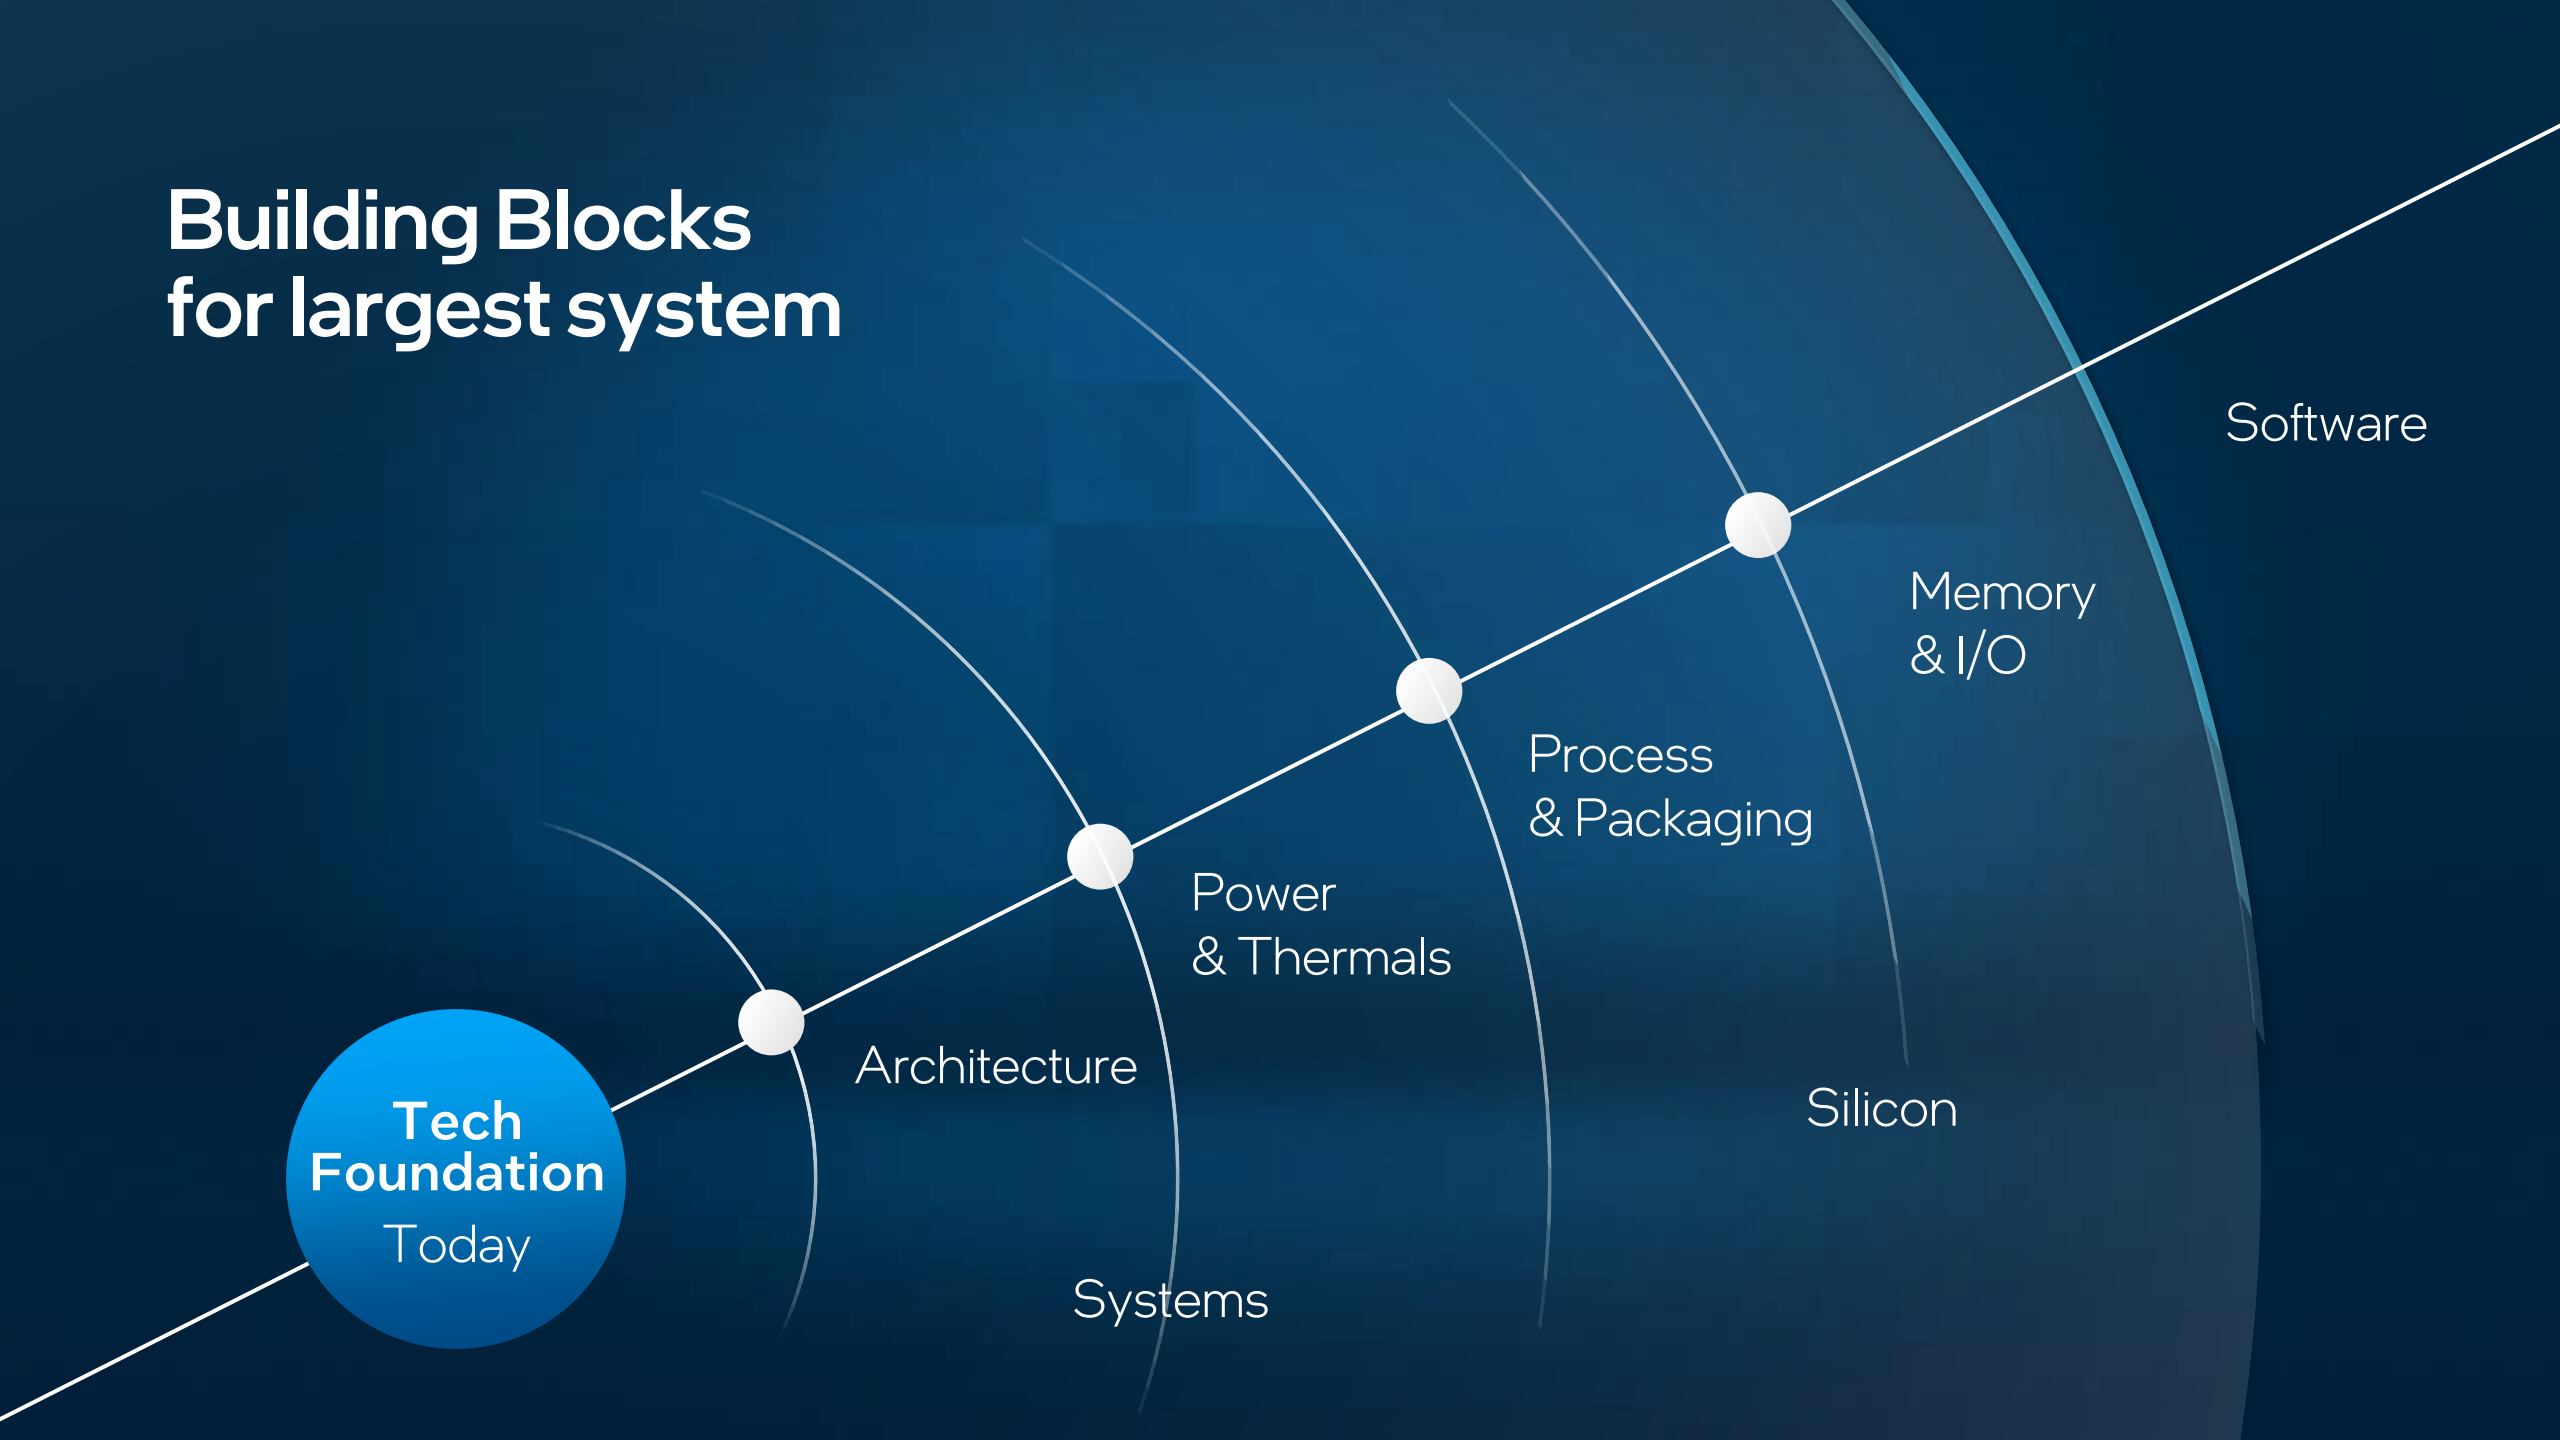 Building Blocks
for largest system
Software
Memory
& I/O
Process
& Packaging
Power
& Thermals
Architecture
Tech
Foundation
Today
Silicon
Systems